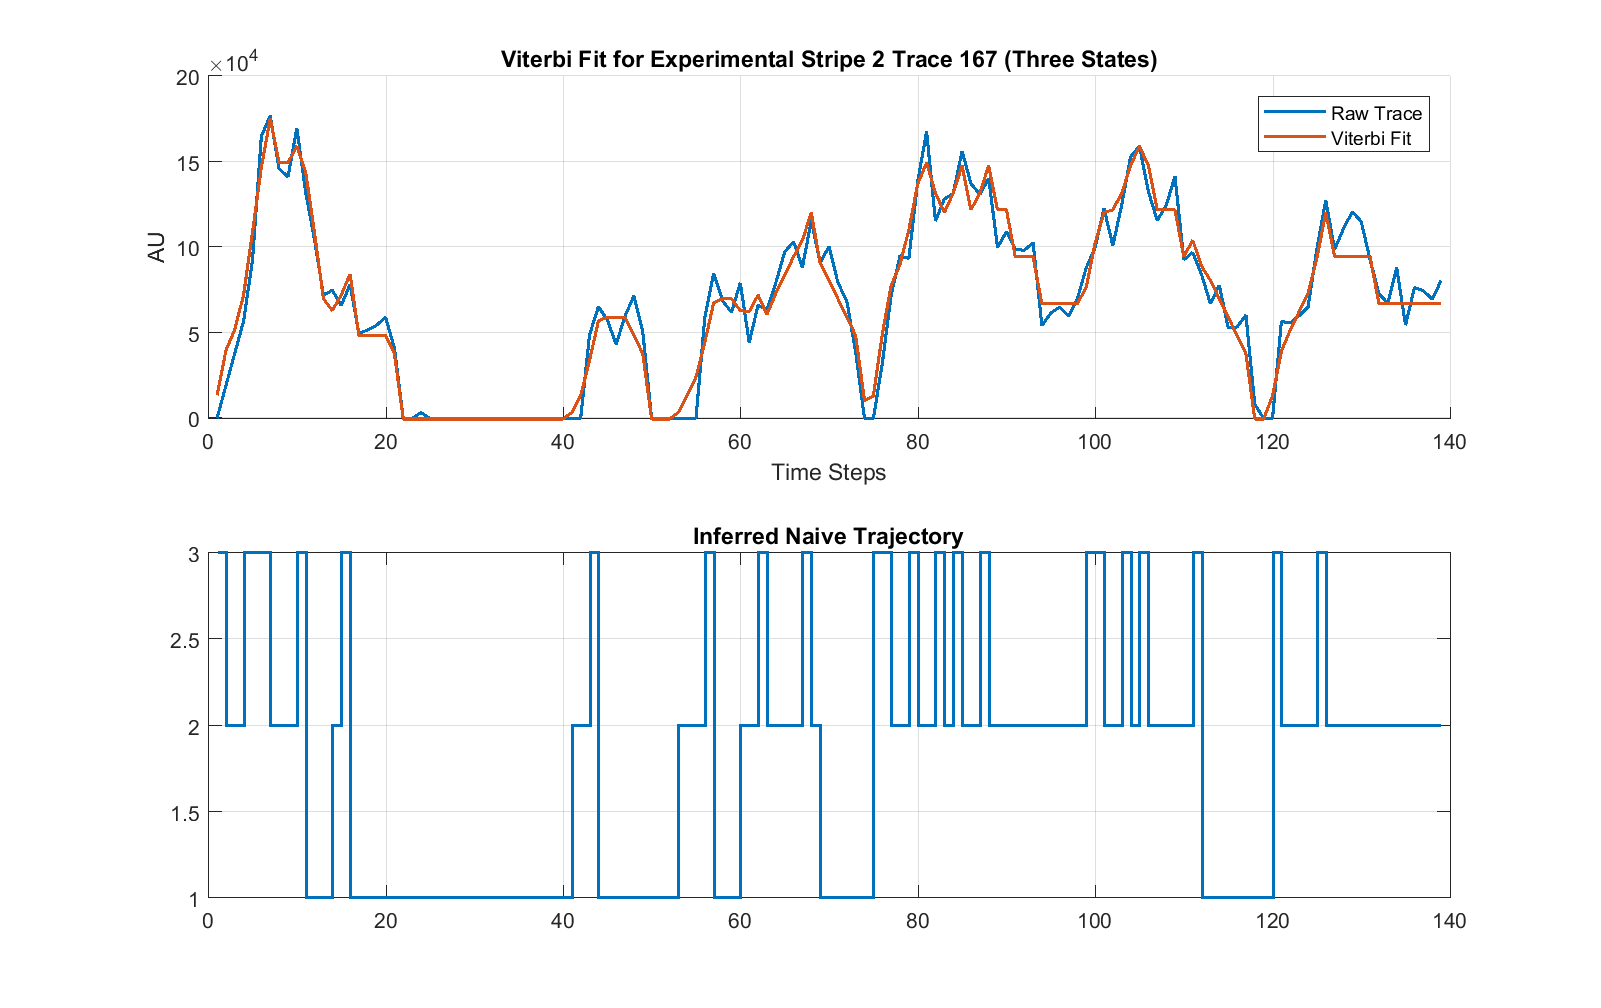 Viterbi Fit for Experimental Stripe 2 Trace 167 (Three States)
×10⁴
20
15
10
5
0
AU
Raw Trace
Viterbi Fit
0 20 40 60 80 100 120 140
Time Steps
Inferred Naive Trajectory
3
2.5
2
1.5
1
0 20 40 60 80 100 120 140